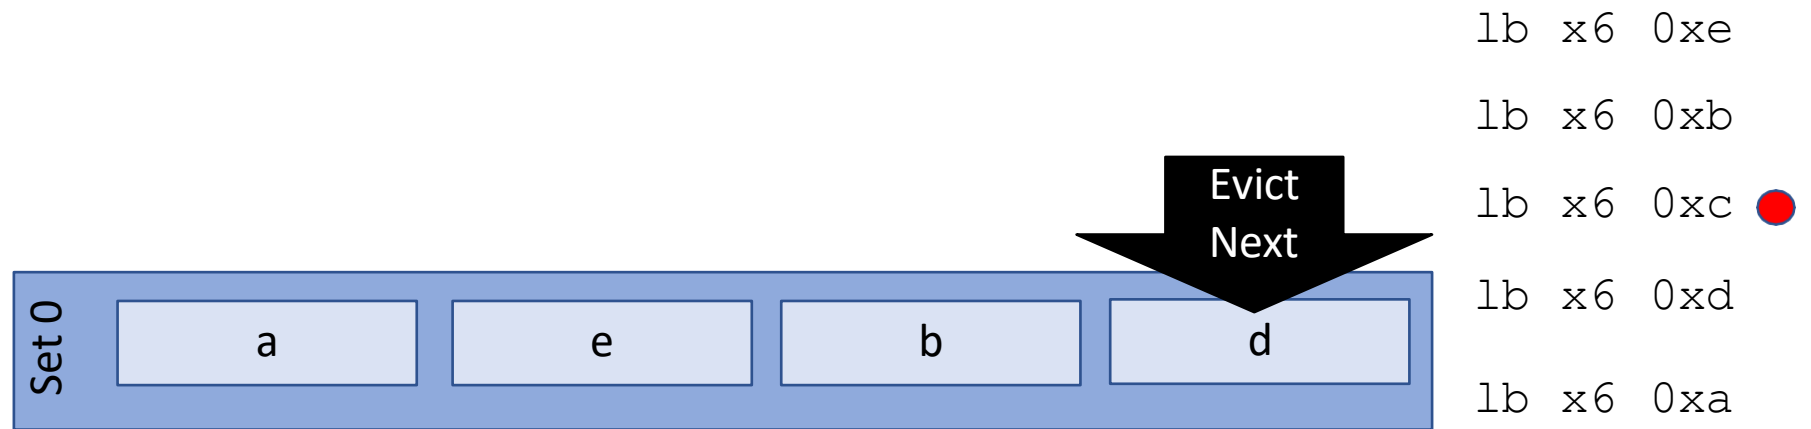 lb x6 0xe
lb x6 0xb
Evict
Next
lb x6 0xc
lb x6 0xd
Set 0
a
e
b
d
lb x6 0xa